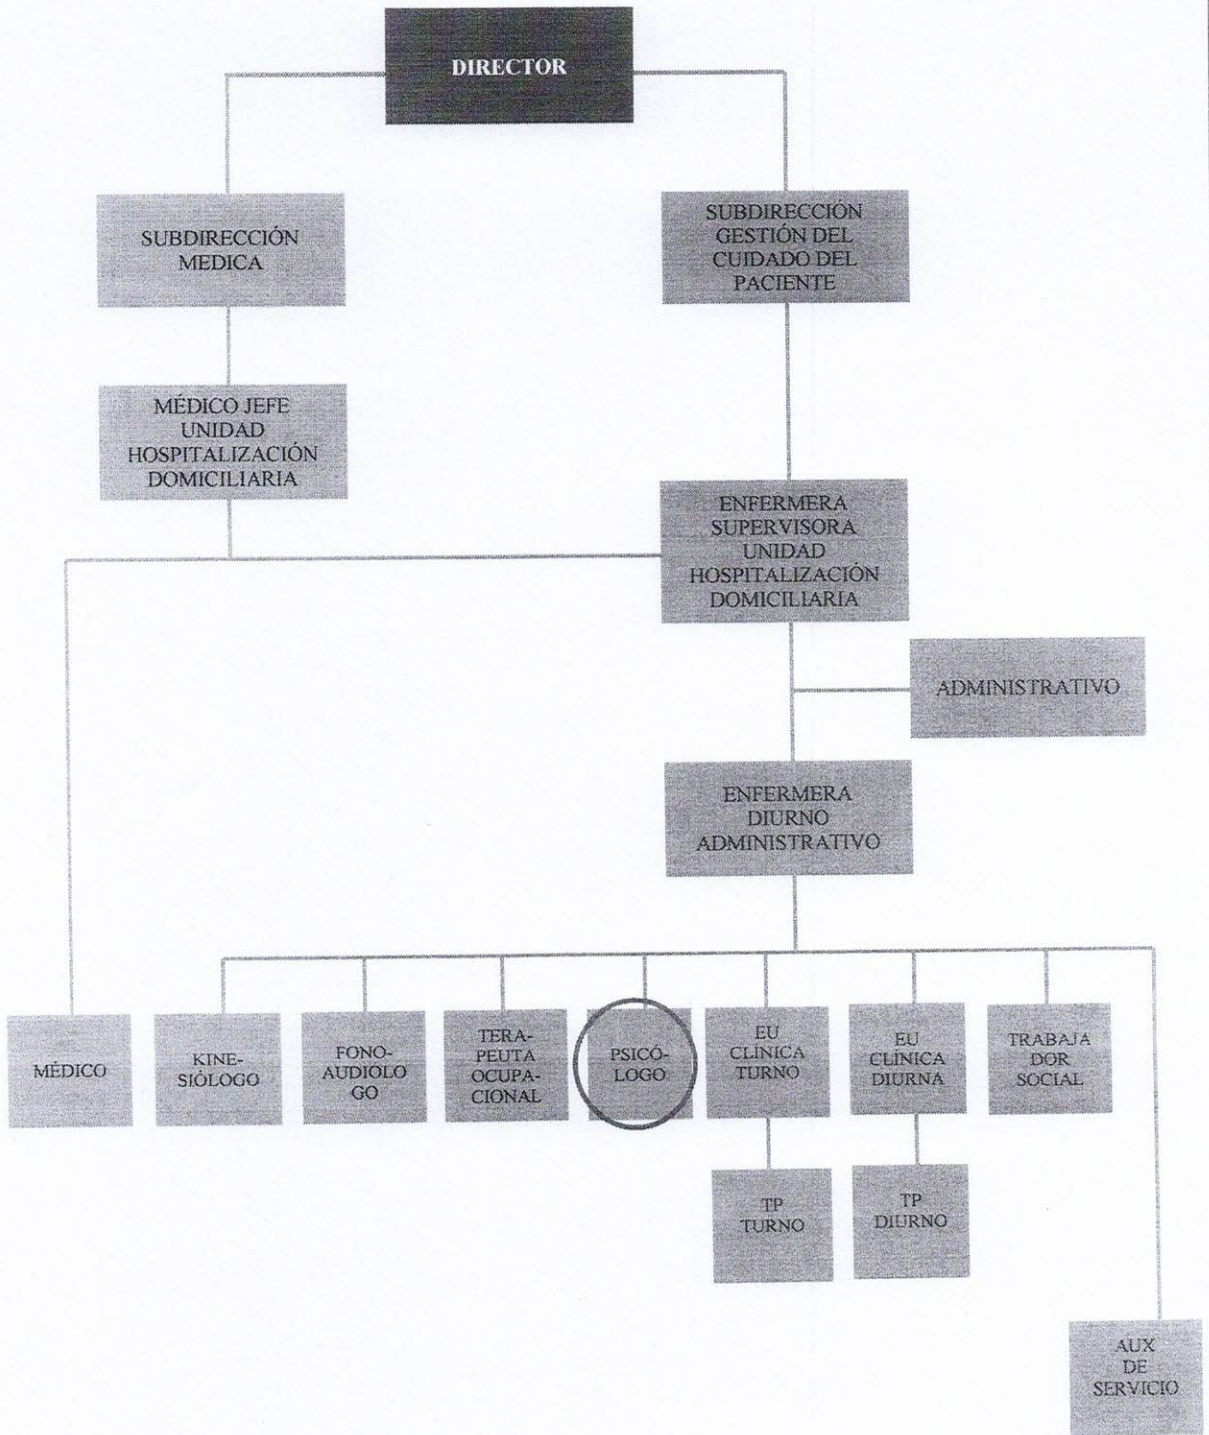 DIRECTOR
SUBDIRECCIÓN
MEDICA
SUBDIRECCIÓN
GESTIÓN DEL
CUIDADO DEL
PACIENTE
MÉDICO JEFE
UNIDAD
HOSPITALIZACIÓN
DOMICILIARIA
ENFERMERA
SUPERVISORA
UNIDAD
HOSPITALIZACIÓN
DOMICILIARIA
ADMINISTRATIVO
ENFERMERA
DIURNO
ADMINISTRATIVO
MÉDICO
KINE-
SIÓLOGO
FONO-
AUDIÓLO
GO
TERA-
PEUTA
OCUPA-
CIONAL
PSICÓ-
LOGO
EU
CLÍNICA
TURNO
EU
CLÍNICA
DIURNA
TRABAJA
DOR
SOCIAL
TP
TURNO
TP
DIURNO
AUX
DE
SERVICIO